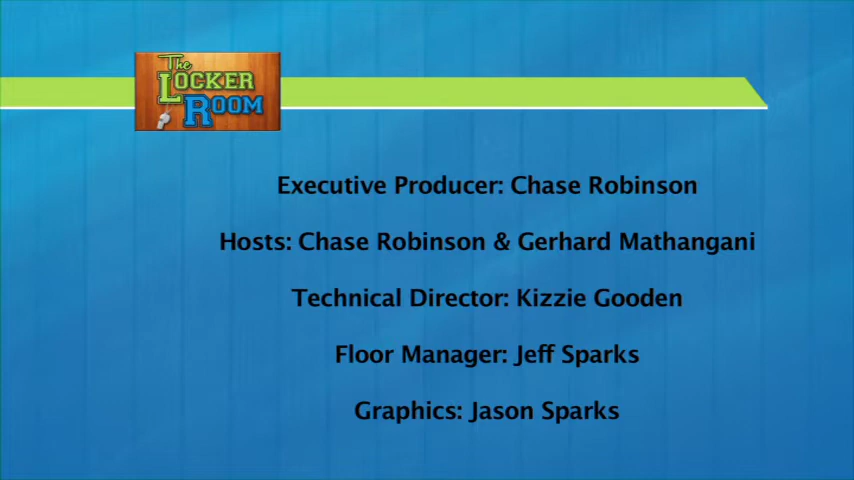 The
LOCKER
ROOM
Executive Producer: Chase Robinson
Hosts: Chase Robinson & Gerhard Mathangani
Technical Director: Kizzie Gooden
Floor Manager: Jeff Sparks
Graphics: Jason Sparks